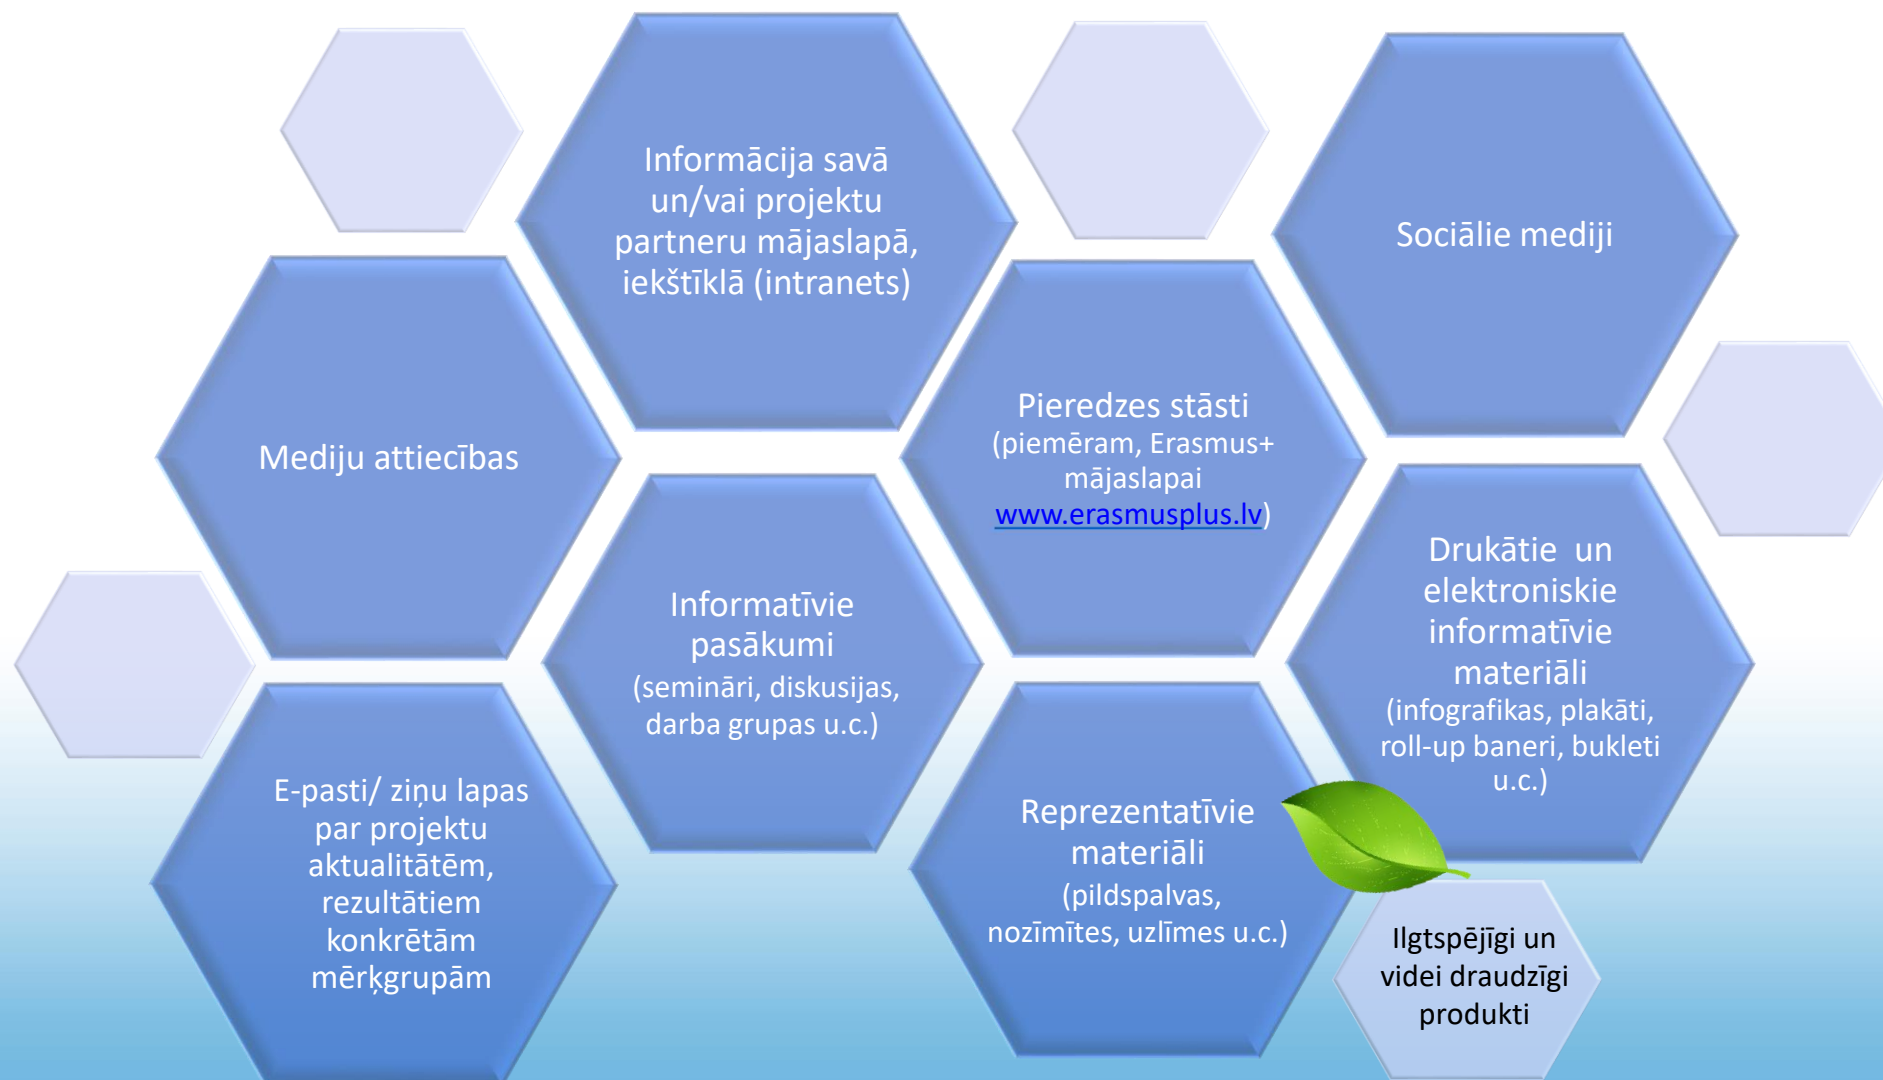 Informācija savā
un/vai projektu
partneru mājaslapā,
iekštīklā (intranets)
Sociālie mediji
Mediju attiecības
Pieredzes stāsti
(piemēram, Erasmus+
mājaslapai
www.erasmusplus.lv)
Informatīvie
pasākumi
(semināri, diskusijas,
darba grupas u.c.)
Drukātie un
elektroniskie
informatīvie
materiāli
(infografikas, plakāti,
roll-up baneri, bukleti
u.c.)
E-pasti/ ziņu lapas
par projektu
aktualitātēm,
rezultātiem
konkrētām
mērķgrupām
Reprezentatīvie
materiāli
(pildspalvas,
nozīmītes, uzlīmes u.c.)
Ilgtspējīgi un
videi draudzīgi
produkti